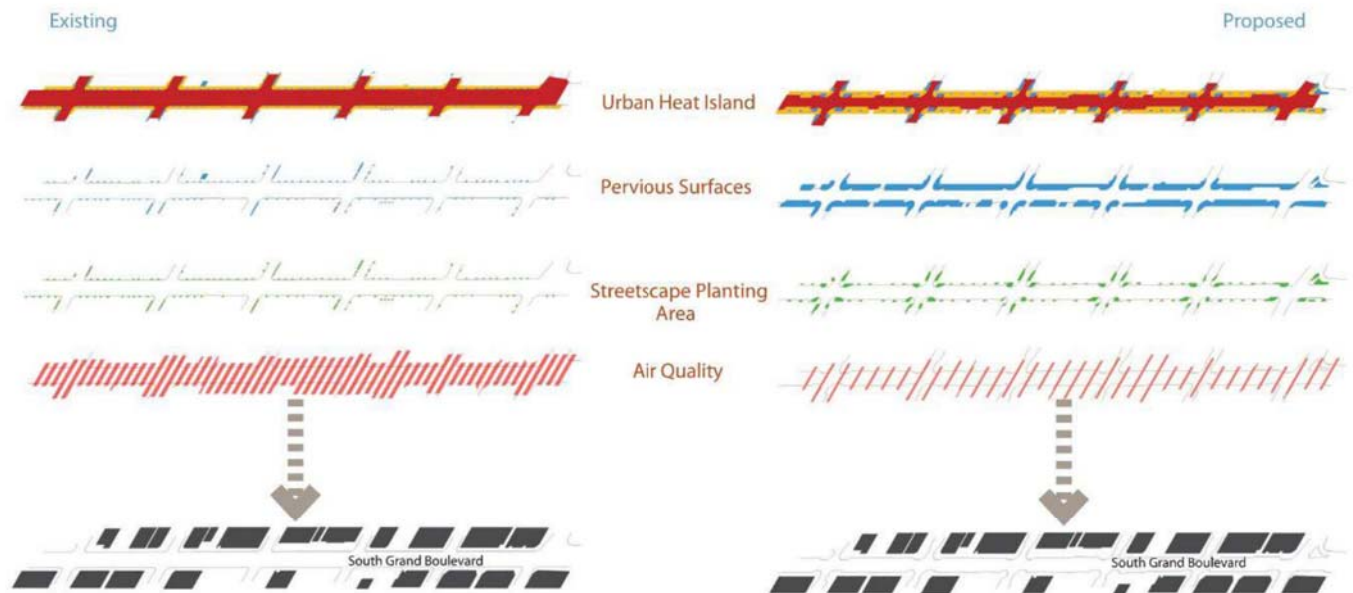 Existing
Proposed
Urban Heat Island
Pervious Surfaces
Streetscape Planting
Area
Air Quality
South Grand Boulevard
South Grand Boulevard